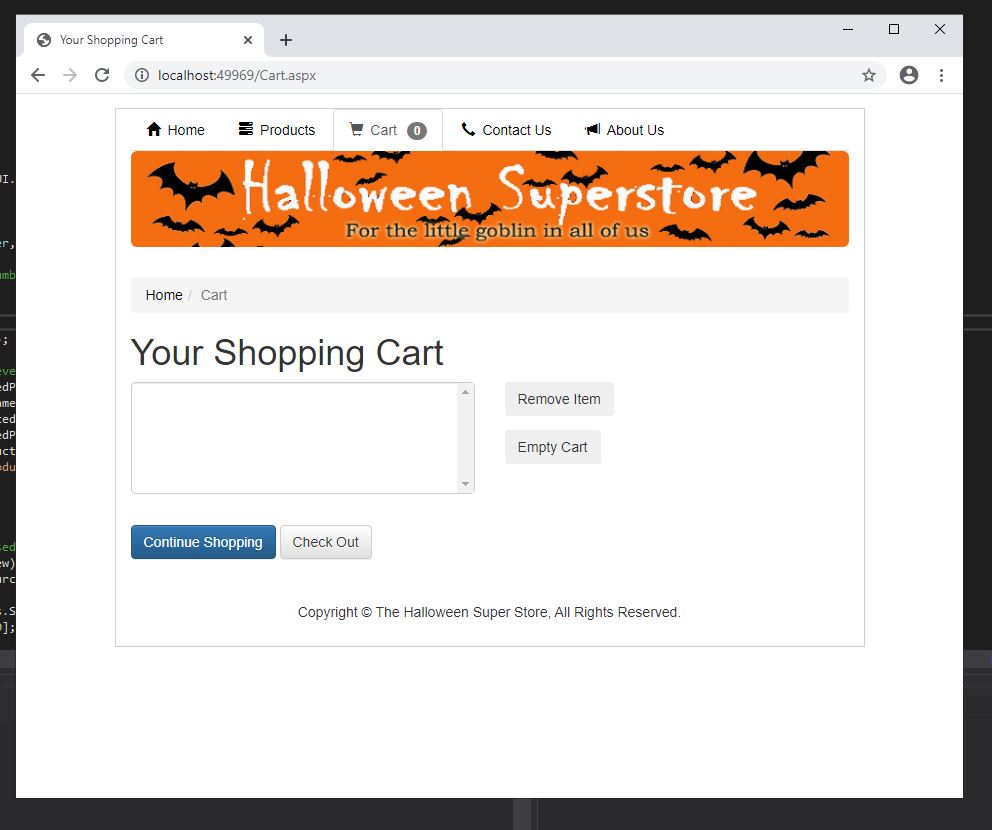 Your Shopping Cart
localhost:49969/Cart.aspx
Home Products Cart 0 Contact Us About Us
Halloween Superstore
For the little goblin in all of us
Home / Cart
Your Shopping Cart
Remove Item
Empty Cart
Continue Shopping Check Out
Copyright © The Halloween Super Store, All Rights Reserved.